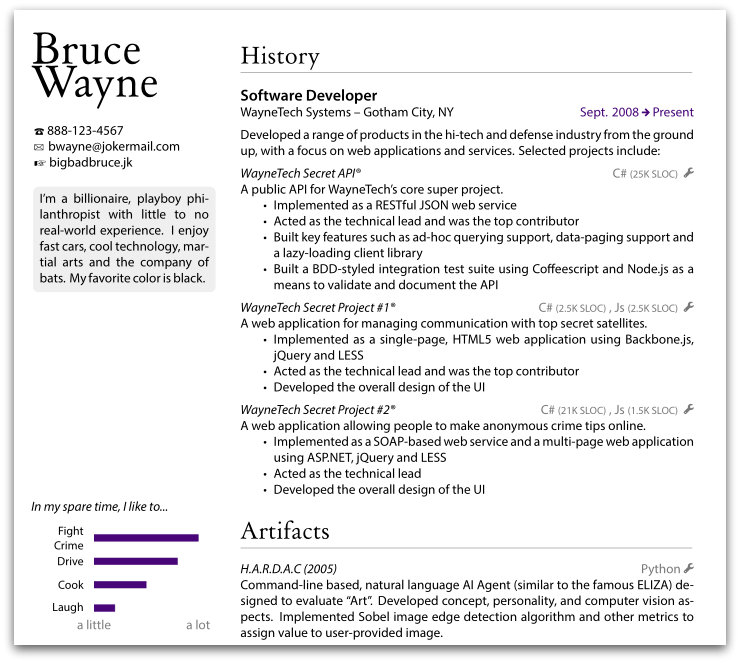 Bruce
Wayne
☎ 888-123-4567
✉ bwayne@jokermail.com
☞ bigbadbruce.jk
I'm a billionaire, playboy phi-
lanthropist with little to no
real-world experience. I enjoy
fast cars, cool technology, mar-
tial arts and the company of
bats. My favorite color is black.
In my spare time, I like to...
Fight
Crime
Drive
Cook
Laugh
a little a lot
History
Software Developer
WayneTech Systems – Gotham City, NY Sept. 2008 → Present
Developed a range of products in the hi-tech and defense industry from the ground
up, with a focus on web applications and services. Selected projects include:
WayneTech Secret API® C# (25K SLOC)
A public API for WayneTech's core super project.
• Implemented as a RESTful JSON web service
• Acted as the technical lead and was the top contributor
• Built key features such as ad-hoc querying support, data-paging support and
a lazy-loading client library
• Built a BDD-styled integration test suite using Coffeescript and Node.js as a
means to validate and document the API
WayneTech Secret Project #1® C# (2.5K SLOC) , Js (2.5K SLOC)
A web application for managing communication with top secret satellites.
• Implemented as a single-page, HTML5 web application using Backbone.js,
jQuery and LESS
• Acted as the technical lead and was the top contributor
• Developed the overall design of the UI
WayneTech Secret Project #2® C# (21K SLOC) , Js (1.5K SLOC)
A web application allowing people to make anonymous crime tips online.
• Implemented as a SOAP-based web service and a multi-page web application
using ASP.NET, jQuery and LESS
• Acted as the technical lead
• Developed the overall design of the UI
Artifacts
H.A.R.D.A.C (2005) Python
Command-line based, natural language AI Agent (similar to the famous ELIZA) de-
signed to evaluate “Art”. Developed concept, personality, and computer vision as-
pects. Implemented Sobel image edge detection algorithm and other metrics to
assign value to user-provided image.